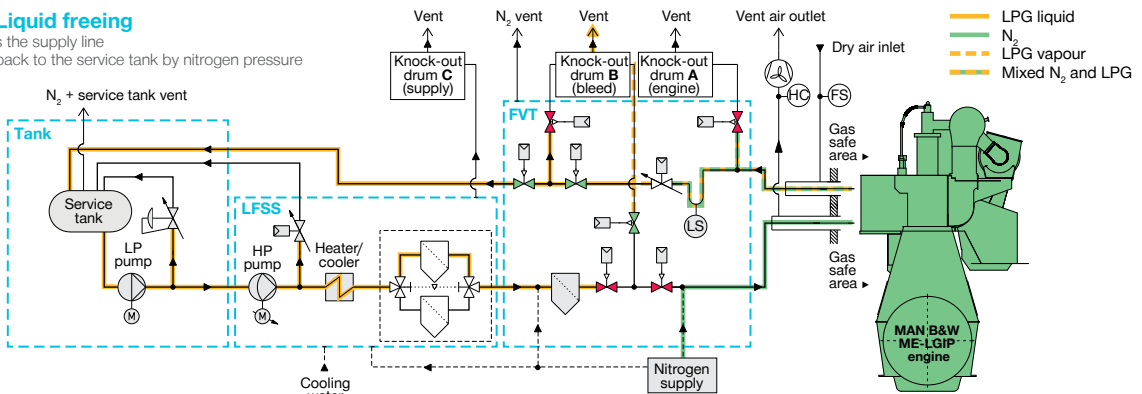 Liquid freeing
s the supply line
back to the service tank by nitrogen pressure
N₂ + service tank vent
Vent
N₂ vent
Vent
Vent
Vent air outlet
Dry air inlet
LPG liquid
N₂
LPG vapour
Mixed N₂ and LPG
Knock-out
drum C
(supply)
Knock-out
drum B
(bleed)
Knock-out
drum A
(engine)
HC
FS
Tank
FVT
Gas
safe
area
Service
tank
LFSS
LS
LP
pump
HP
pump
Heater/
cooler
Gas
safe
area
M
M
MAN B&W
ME-LGIP
engine
Nitrogen
supply
Cooling